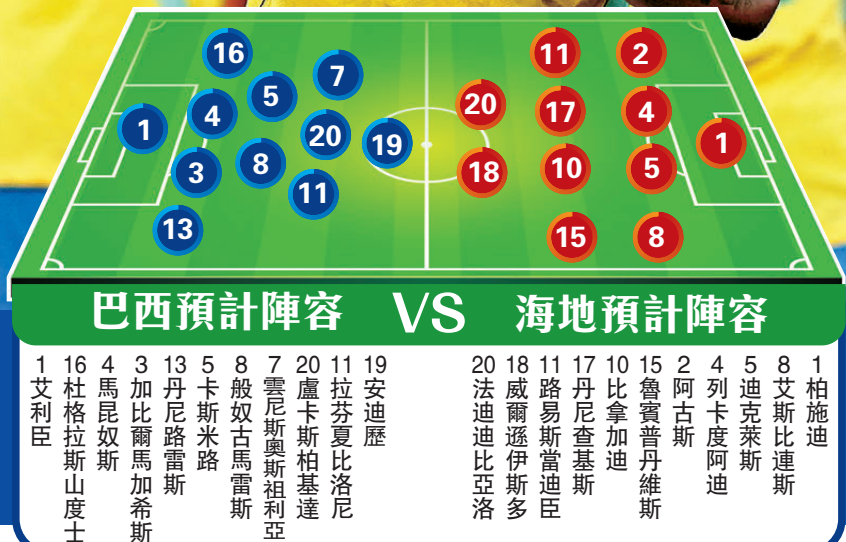 16
7
5
4
1
20
19
8
3
11
13
11
2
20
17
4
1
18
10
5
15
8
巴西預計陣容 VS 海地預計陣容
1 艾利臣
16 杜格拉斯山度士
4 馬昆奴斯
3 加比爾馬加希斯
13 丹尼路雷斯
5 卡斯米路
8 般奴古馬雷斯
7 雲尼斯奧斯祖利亞
20 盧卡斯柏基達
11 拉芬夏比洛尼
19 安迪歷
20 法迪迪比亞洛
18 威爾遜伊斯多
11 路易斯當迪臣
17 丹尼查基斯
10 比拿加迪
15 魯賓普丹維斯
2 阿古斯
4 列卡度阿迪
5 迪克萊斯
8 艾斯比連斯
1 柏施迪